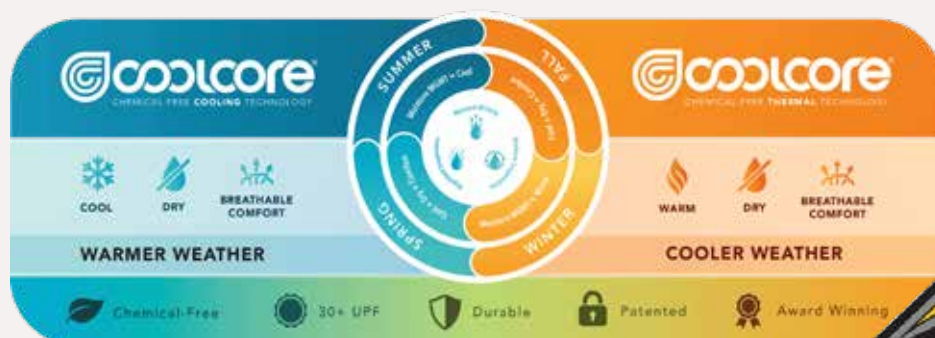 coolcore
CHEMICAL FREE COOLING TECHNOLOGY
COOL
DRY
BREATHABLE
COMFORT
WARMER WEATHER
SUMMER
FALL
SPRING
WINTER
coolcore
CHEMICAL FREE THERMAL TECHNOLOGY
WARM
DRY
BREATHABLE
COMFORT
COOLER WEATHER
Chemical-Free
30+ UPF
Durable
Patented
Award Winning